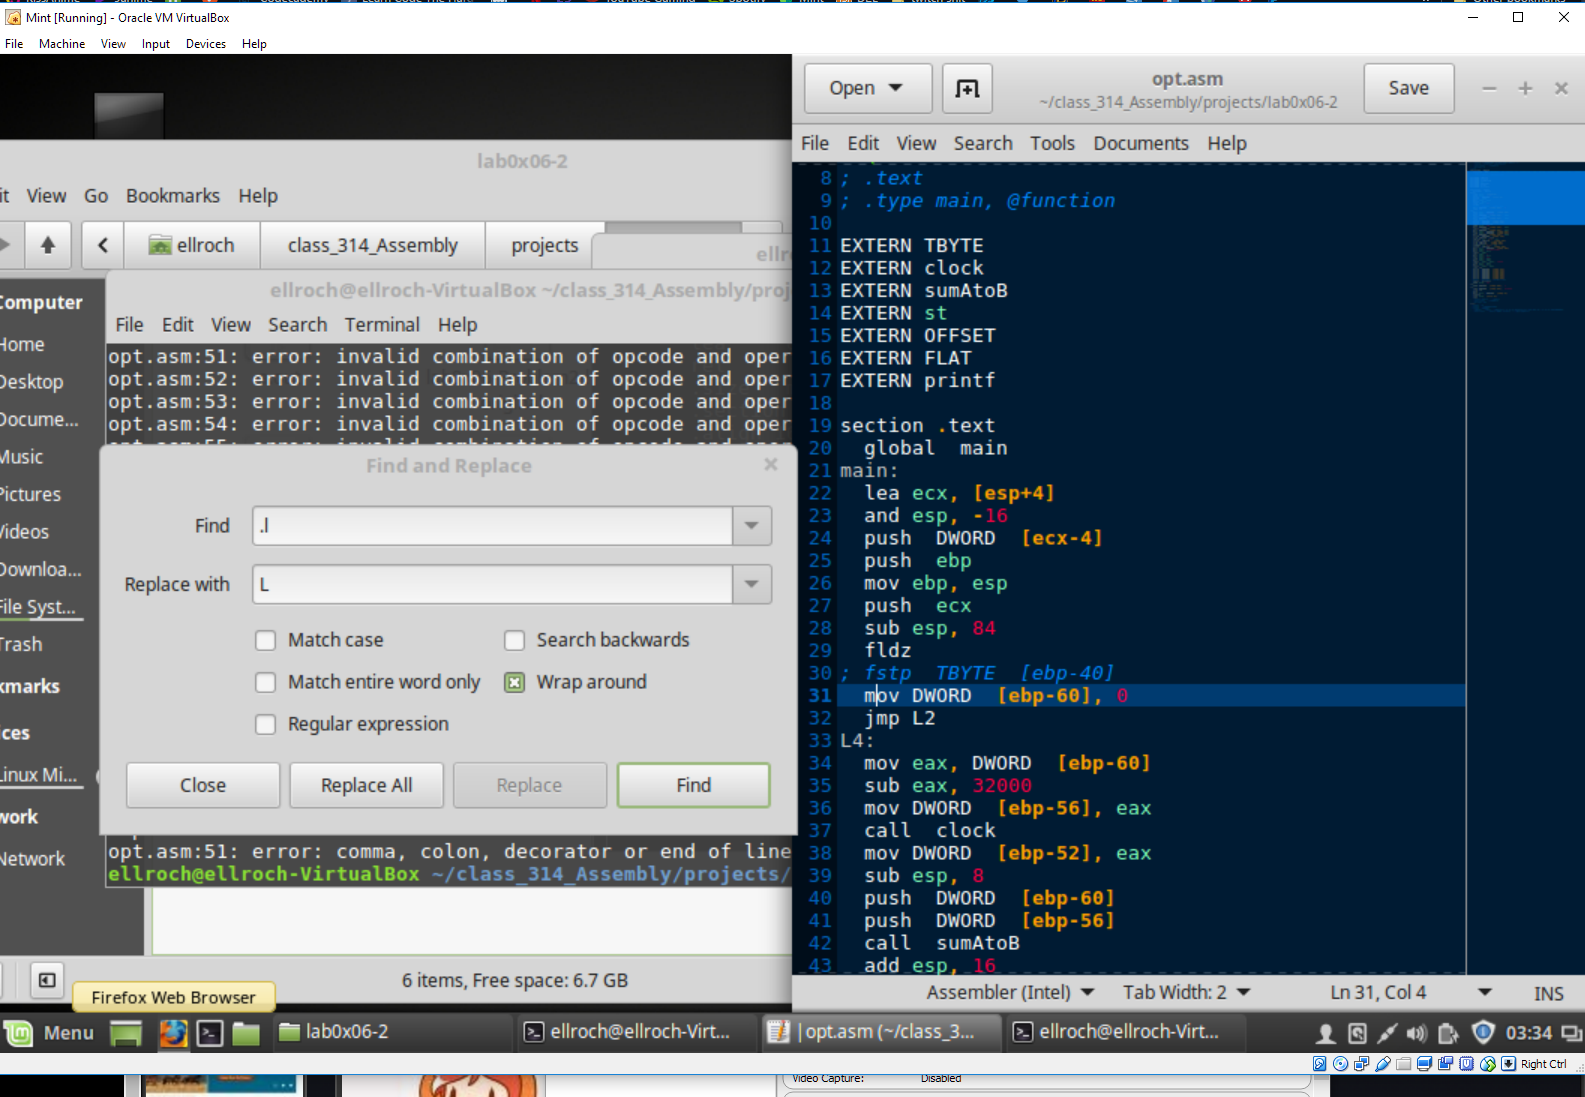 Mint [Running] - Oracle VM VirtualBox
File Machine View Input Devices Help
lab0x06-2
it View Go Bookmarks Help
ellroch class_314_Assembly projects
ellr
Computer
Home
Desktop
Docume...
Music
Pictures
Videos
Downloa...
File Syst...
Trash
kmarks
ices
Linux Mi...
work
Network
ellroch@ellroch-VirtualBox ~/class_314_Assembly/proj
File Edit View Search Terminal Help
opt.asm:51: error: invalid combination of opcode and oper
opt.asm:52: error: invalid combination of opcode and oper
opt.asm:53: error: invalid combination of opcode and oper
opt.asm:54: error: invalid combination of opcode and oper
Find and Replace
Find .l
Replace with L
Match case Search backwards
Match entire word only Wrap around
Regular expression
Close Replace All Replace Find
opt.asm:51: error: comma, colon, decorator or end of line
ellroch@ellroch-VirtualBox ~/class_314_Assembly/projects/
6 items, Free space: 6.7 GB
Firefox Web Browser
Open opt.asm Save
~/class_314_Assembly/projects/lab0x06-2
File Edit View Search Tools Documents Help
8 ; .text
9 ; .type main, @function
10
11 EXTERN TBYTE
12 EXTERN clock
13 EXTERN sumAtoB
14 EXTERN st
15 EXTERN OFFSET
16 EXTERN FLAT
17 EXTERN printf
18
19 section .text
20 global main
21 main:
22 lea ecx, [esp+4]
23 and esp, -16
24 push DWORD [ecx-4]
25 push ebp
26 mov ebp, esp
27 push ecx
28 sub esp, 84
29 fldz
30 ; fstp TBYTE [ebp-40]
31 mov DWORD [ebp-60], 0
32 jmp L2
33 L4:
34 mov eax, DWORD [ebp-60]
35 sub eax, 32000
36 mov DWORD [ebp-56], eax
37 call clock
38 mov DWORD [ebp-52], eax
39 sub esp, 8
40 push DWORD [ebp-60]
41 push DWORD [ebp-56]
42 call sumAtoB
43 add esp, 16
Assembler (Intel) Tab Width: 2 Ln 31, Col 4 INS
Menu lab0x06-2 ellroch@ellroch-Virt... |opt.asm (~/class_3... ellroch@ellroch-Virt... 03:34
Right Ctrl
Video Capture: Disabled